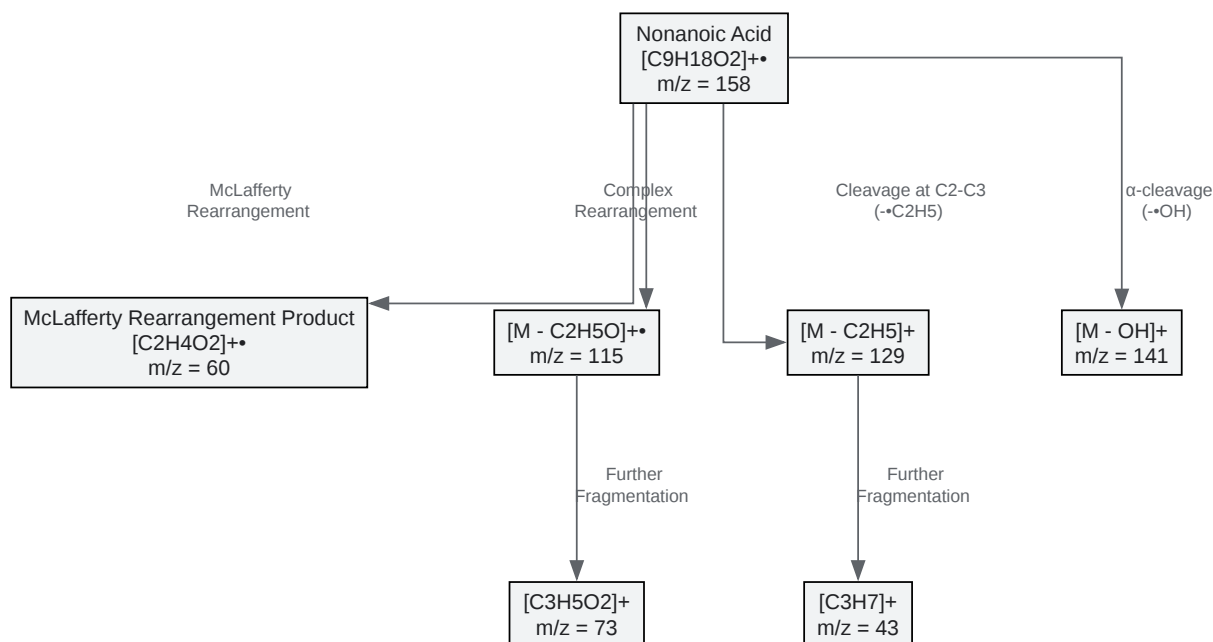 Nonanoic Acid
[C9H18O2]+•
m/z = 158
McLafferty
Rearrangement
Complex
Rearrangement
Cleavage at C2-C3
(-•C2H5)
α-cleavage
(-•OH)
McLafferty Rearrangement Product
[C2H4O2]+•
m/z = 60
[M - C2H5O]+•
m/z = 115
[M - C2H5]+
m/z = 129
[M - OH]+
m/z = 141
Further
Fragmentation
Further
Fragmentation
[C3H5O2]+
m/z = 73
[C3H7]+
m/z = 43